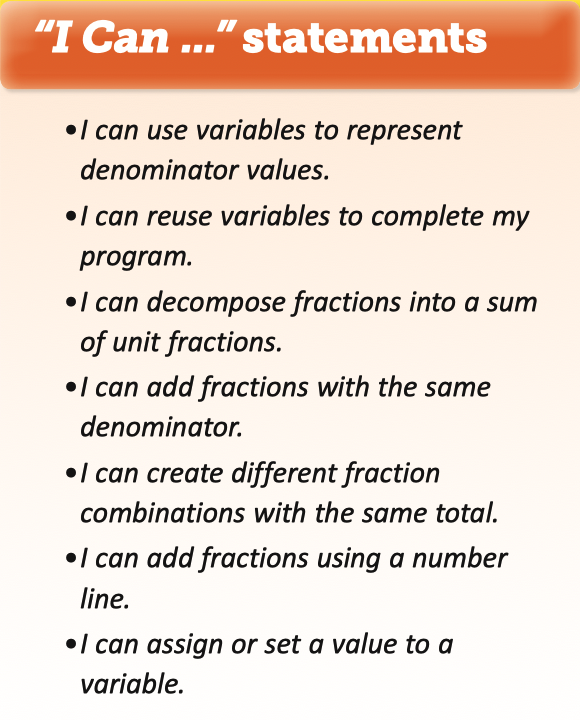 “I Can ...” statements
•I can use variables to represent
denominator values.
•I can reuse variables to complete my
program.
•I can decompose fractions into a sum
of unit fractions.
•I can add fractions with the same
denominator.
•I can create different fraction
combinations with the same total.
•I can add fractions using a number
line.
•I can assign or set a value to a
variable.